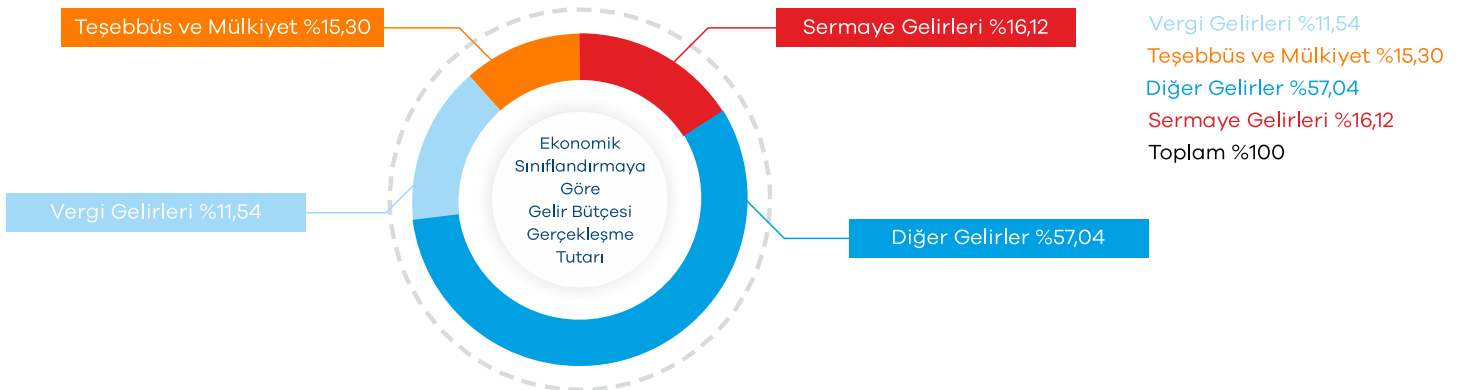 Teşebbüs ve Mülkiyet %15,30
Sermaye Gelirleri %16,12
Vergi Gelirleri %11,54
Diğer Gelirler %57,04
Ekonomik
Sınıflandırmaya
Göre
Gelir Bütçesi
Gerçekleşme
Tutarı
Vergi Gelirleri %11,54
Teşebbüs ve Mülkiyet %15,30
Diğer Gelirler %57,04
Sermaye Gelirleri %16,12
Toplam %100